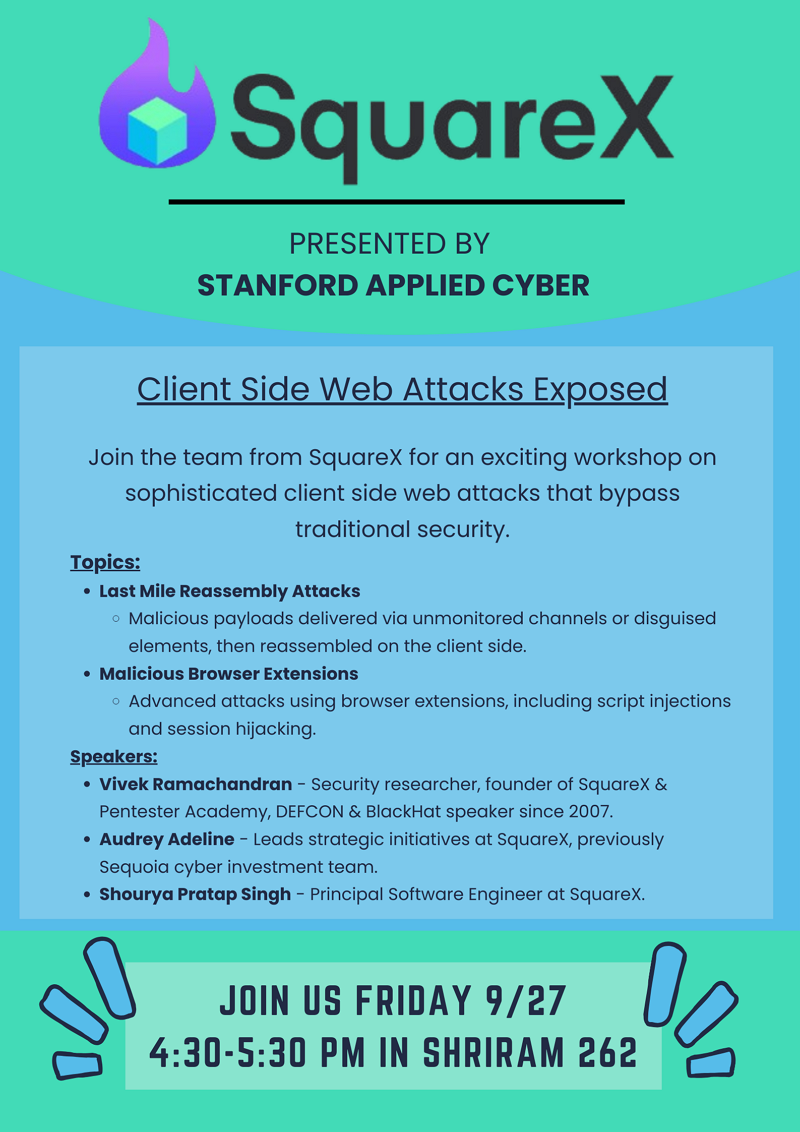 SquareX
PRESENTED BY
STANFORD APPLIED CYBER
Client Side Web Attacks Exposed
Join the team from SquareX for an exciting workshop on
sophisticated client side web attacks that bypass
traditional security.
Topics:
• Last Mile Reassembly Attacks
○ Malicious payloads delivered via unmonitored channels or disguised
elements, then reassembled on the client side.
• Malicious Browser Extensions
○ Advanced attacks using browser extensions, including script injections
and session hijacking.
Speakers:
• Vivek Ramachandran - Security researcher, founder of SquareX &
Pentester Academy, DEFCON & BlackHat speaker since 2007.
• Audrey Adeline - Leads strategic initiatives at SquareX, previously
Sequoia cyber investment team.
• Shourya Pratap Singh - Principal Software Engineer at SquareX.
JOIN US FRIDAY 9/27
4:30-5:30 PM IN SHRIRAM 262